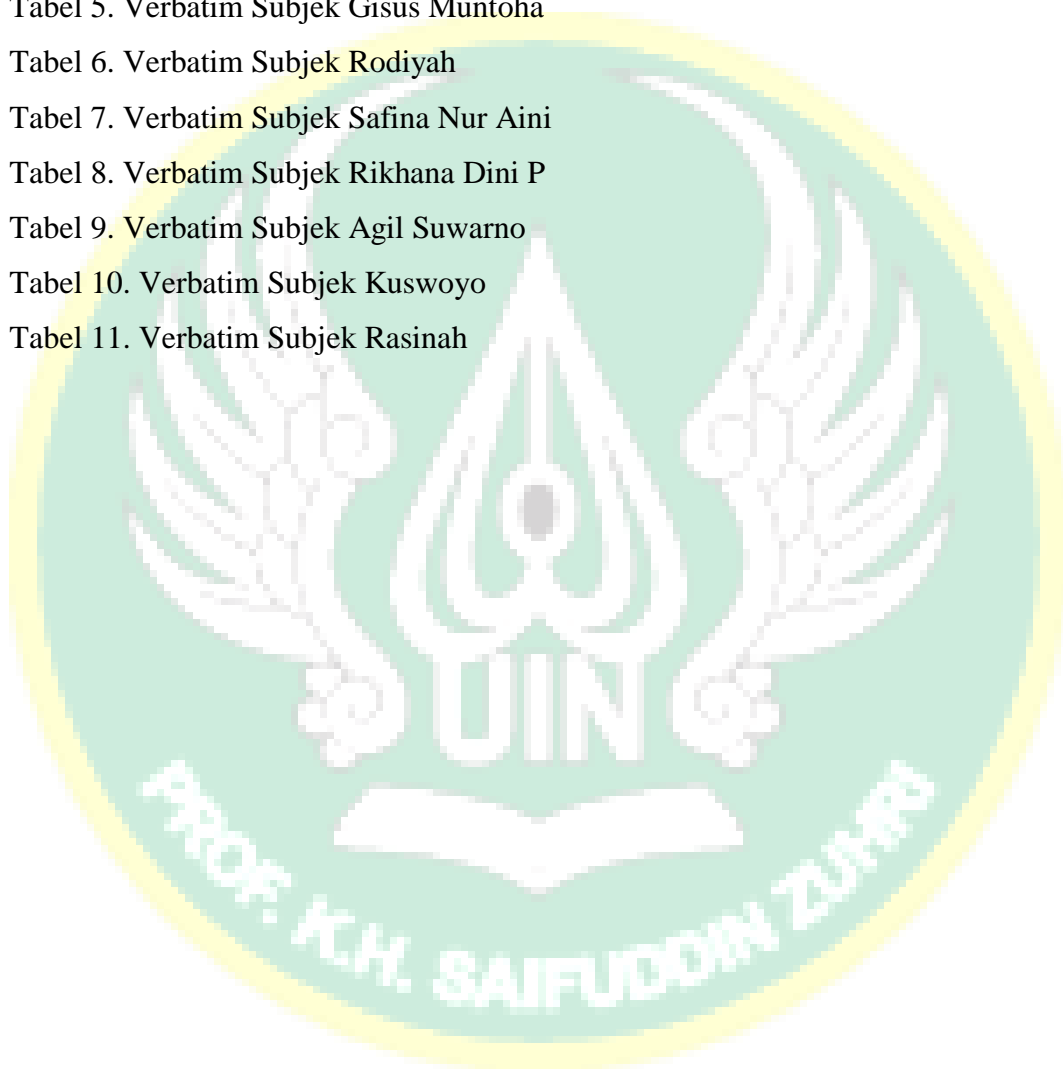 Tabel 5. Verbatim Subjek Gisus Muntoha
Tabel 6. Verbatim Subjek Rodiyah
Tabel 7. Verbatim Subjek Safina Nur Aini
Tabel 8. Verbatim Subjek Rikhana Dini P
Tabel 9. Verbatim Subjek Agil Suwarno
Tabel 10. Verbatim Subjek Kuswoyo
Tabel 11. Verbatim Subjek Rasinah
UIN
PROF. K.H. SAIFUDDIN ZUHRI